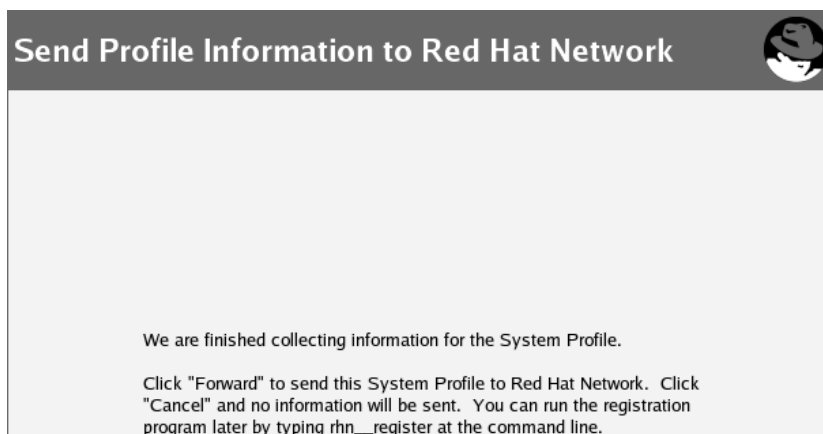 Send Profile Information to Red Hat Network
We are finished collecting information for the System Profile.
Click "Forward" to send this System Profile to Red Hat Network. Click
"Cancel" and no information will be sent. You can run the registration
program later by typing rhn__register at the command line.